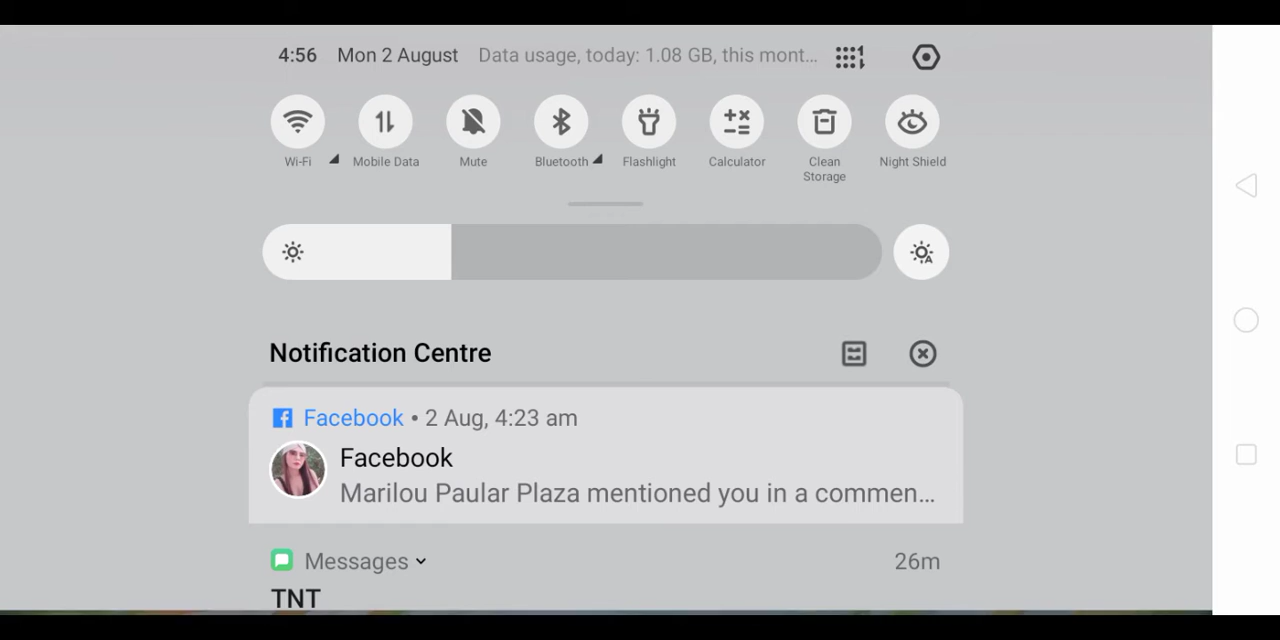 4:56 Mon 2 August Data usage, today: 1.08 GB, this mont...
Wi-Fi Mobile Data Mute Bluetooth Flashlight Calculator Clean Storage Night Shield
Notification Centre
Facebook • 2 Aug, 4:23 am
Facebook
Marilou Paular Plaza mentioned you in a commen...
Messages 26m
TNT